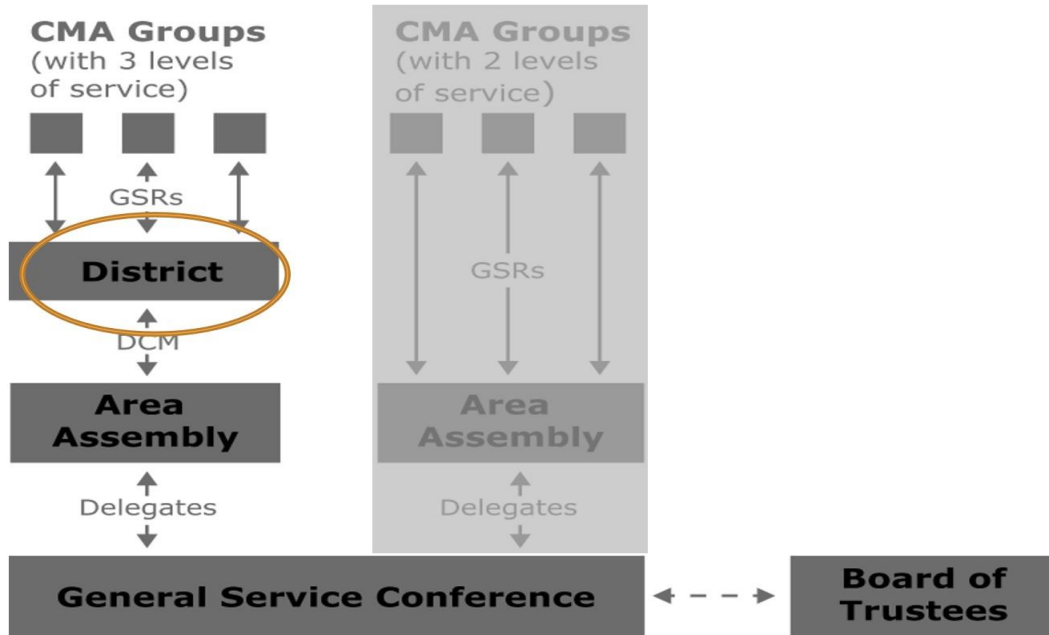 CMA Groups
(with 3 levels
of service)
GSRs
District
DCM
Area
Assembly
Delegates
CMA Groups
(with 2 levels
of service)
GSRs
Area
Assembly
Delegates
General Service Conference
Board of
Trustees